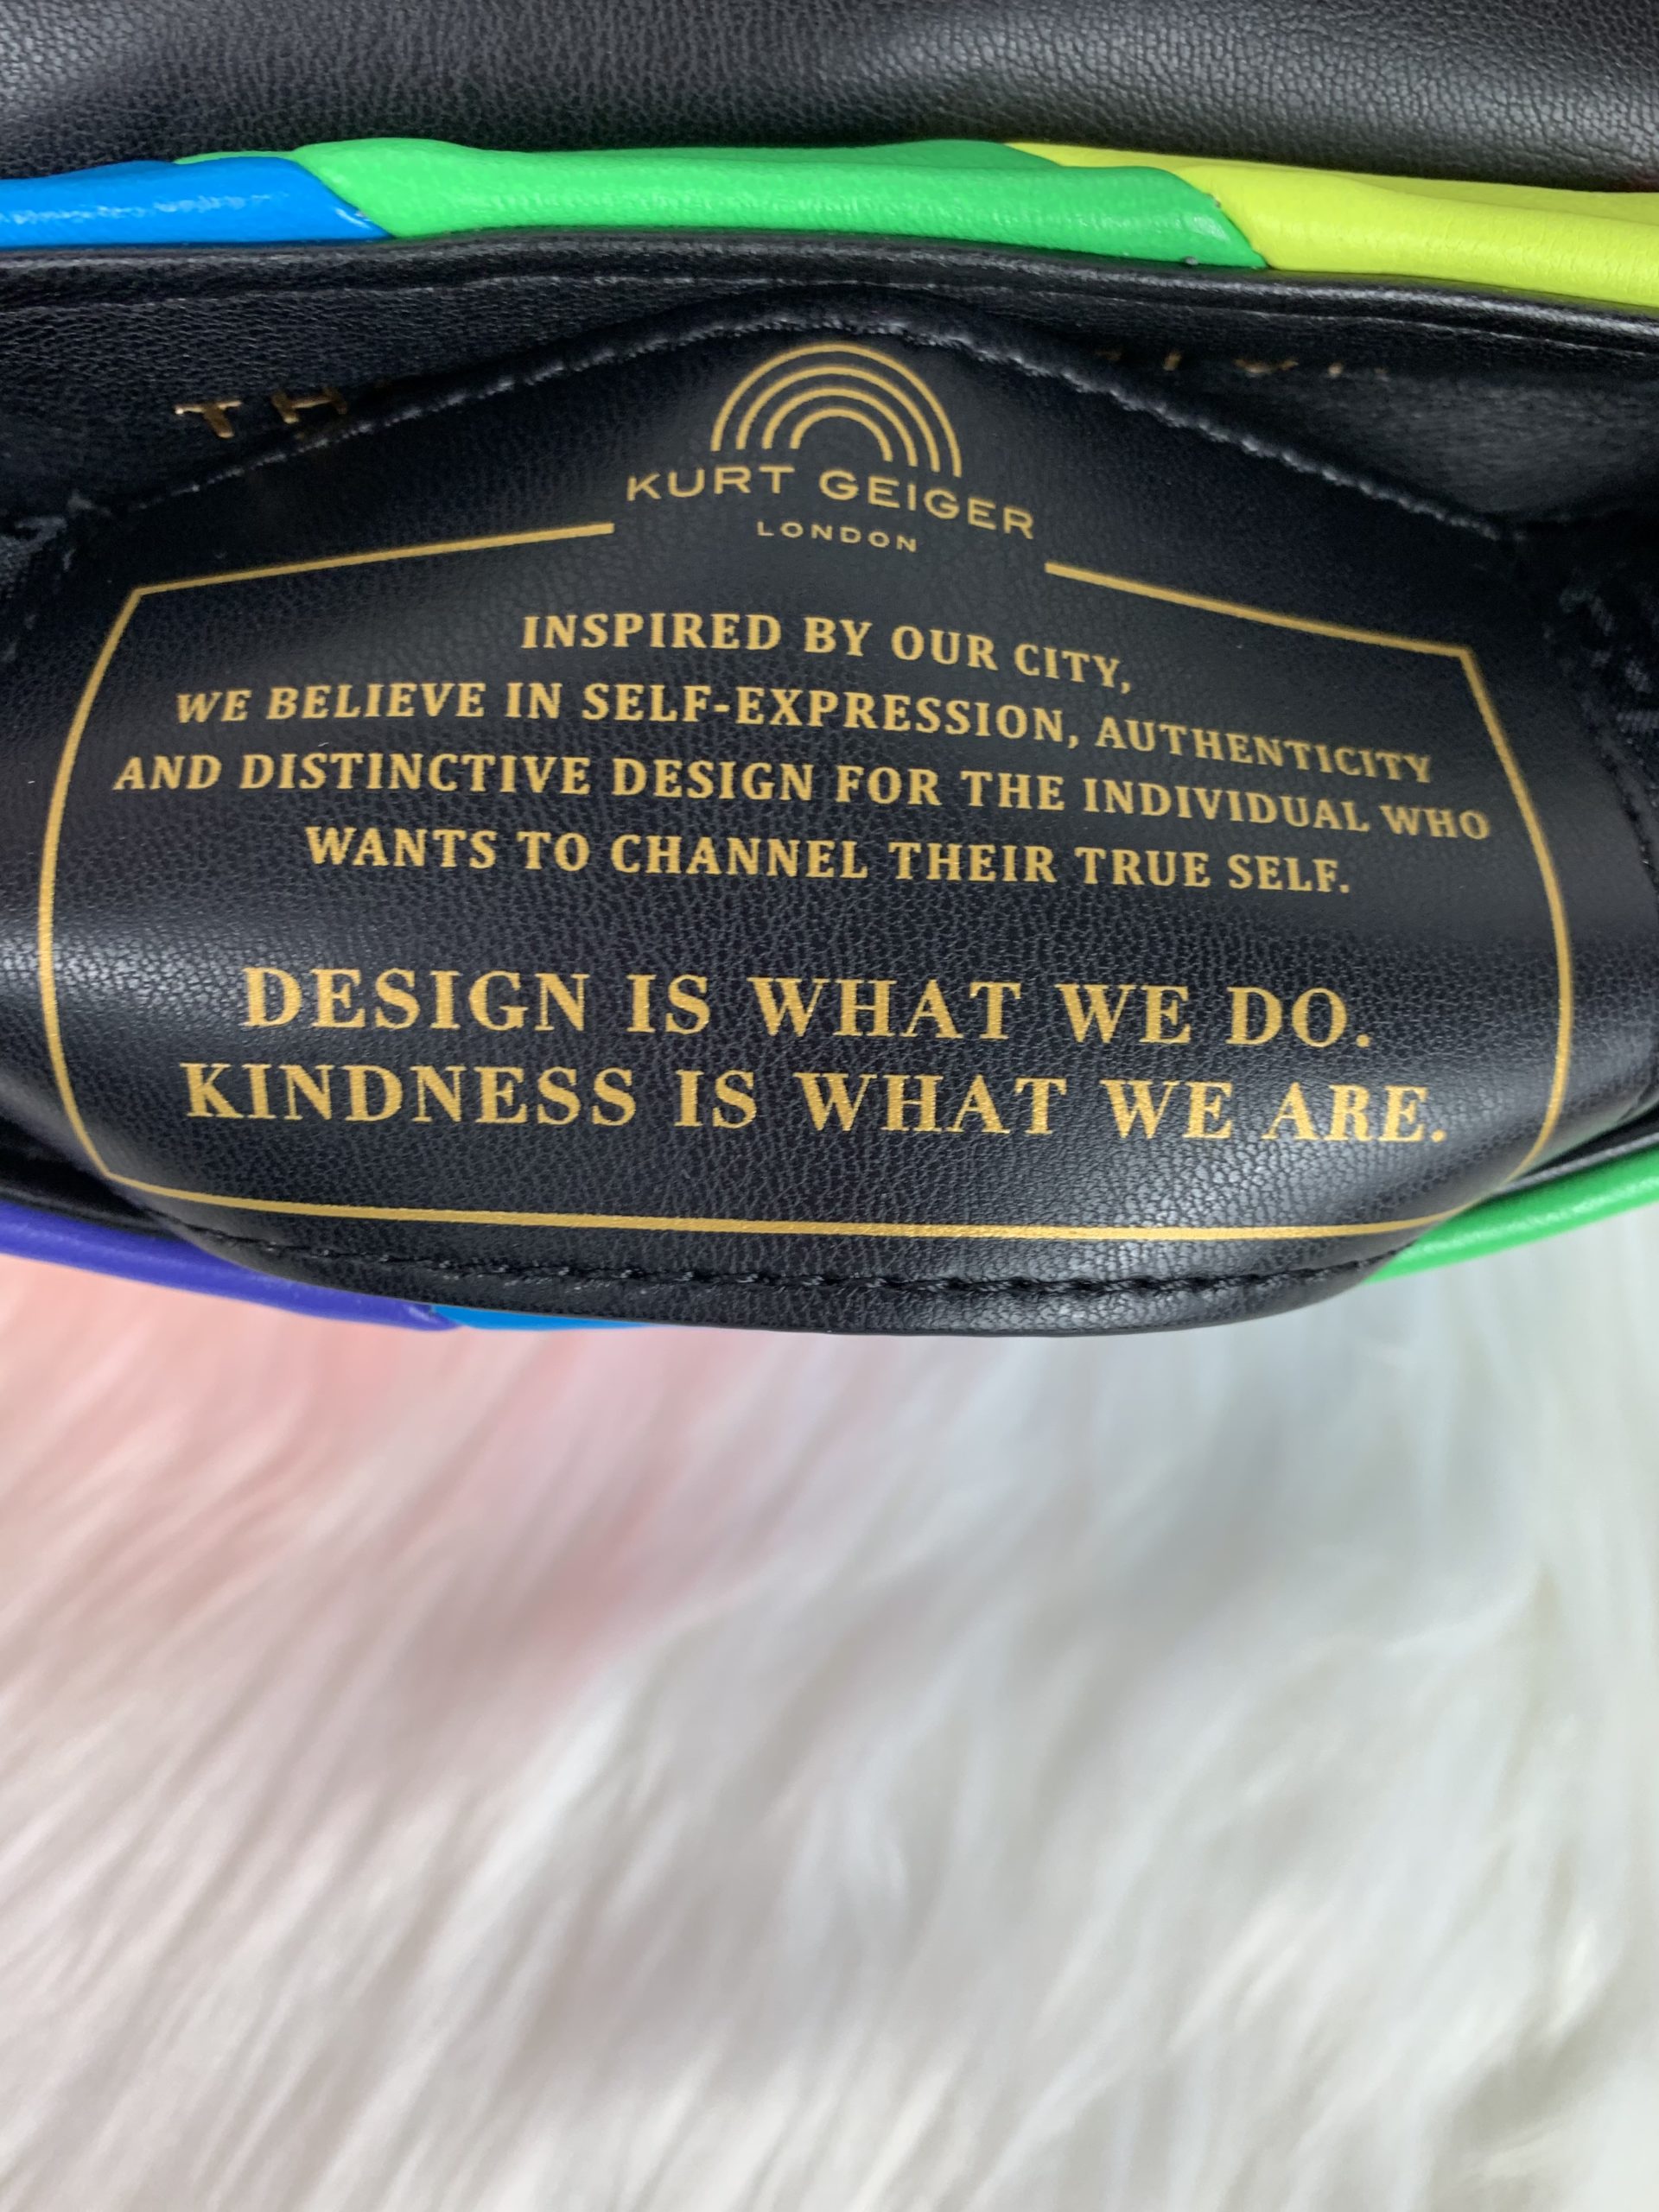 KURT GEIGER
LONDON
INSPIRED BY OUR CITY,
WE BELIEVE IN SELF-EXPRESSION, AUTHENTICITY
AND DISTINCTIVE DESIGN FOR THE INDIVIDUAL WHO
WANTS TO CHANNEL THEIR TRUE SELF.
DESIGN IS WHAT WE DO.
KINDNESS IS WHAT WE ARE.